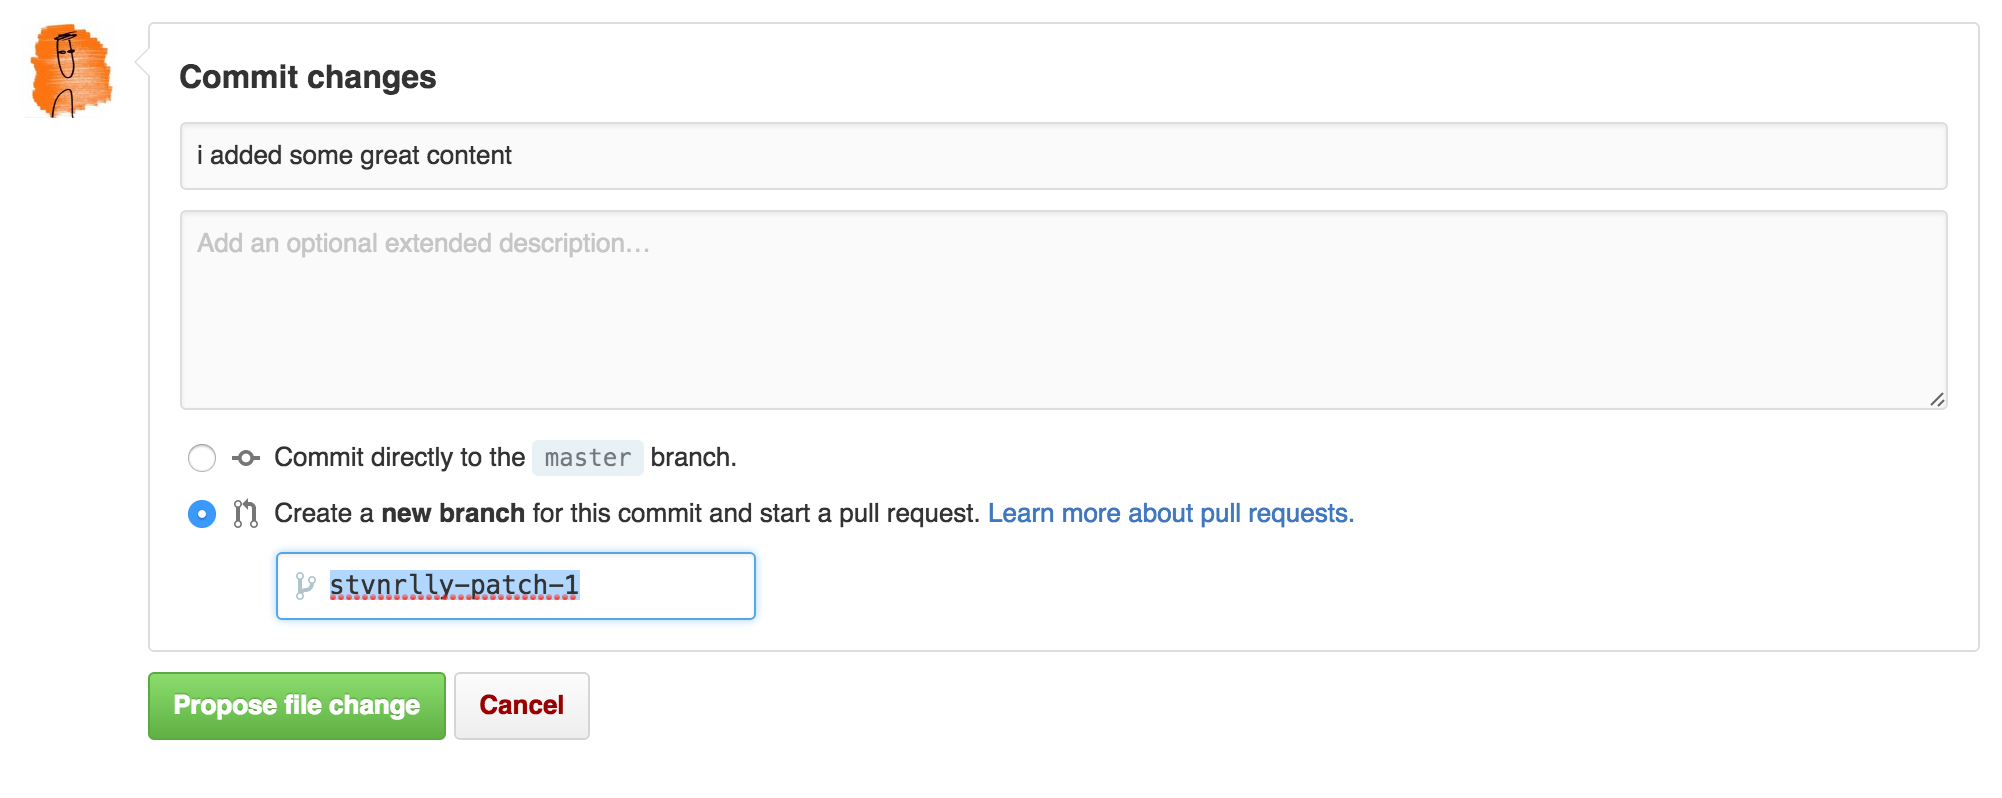 Commit changes
i added some great content
Add an optional extended description…
Commit directly to the master branch.
Create a new branch for this commit and start a pull request. Learn more about pull requests.
stvnrlly-patch-1
Propose file change Cancel